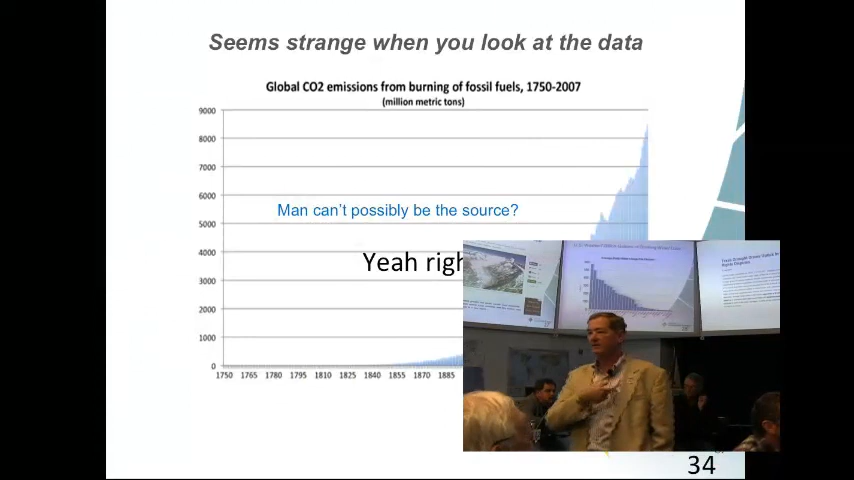 Seems strange when you look at the data
Global CO2 emissions from burning of fossil fuels, 1750-2007
(million metric tons)
9000
8000
7000
6000
5000
4000
3000
2000
1000
0
Man can't possibly be the source?
Yeah righ
1750 1765 1780 1795 1810 1825 1840 1855 1870 1885
34